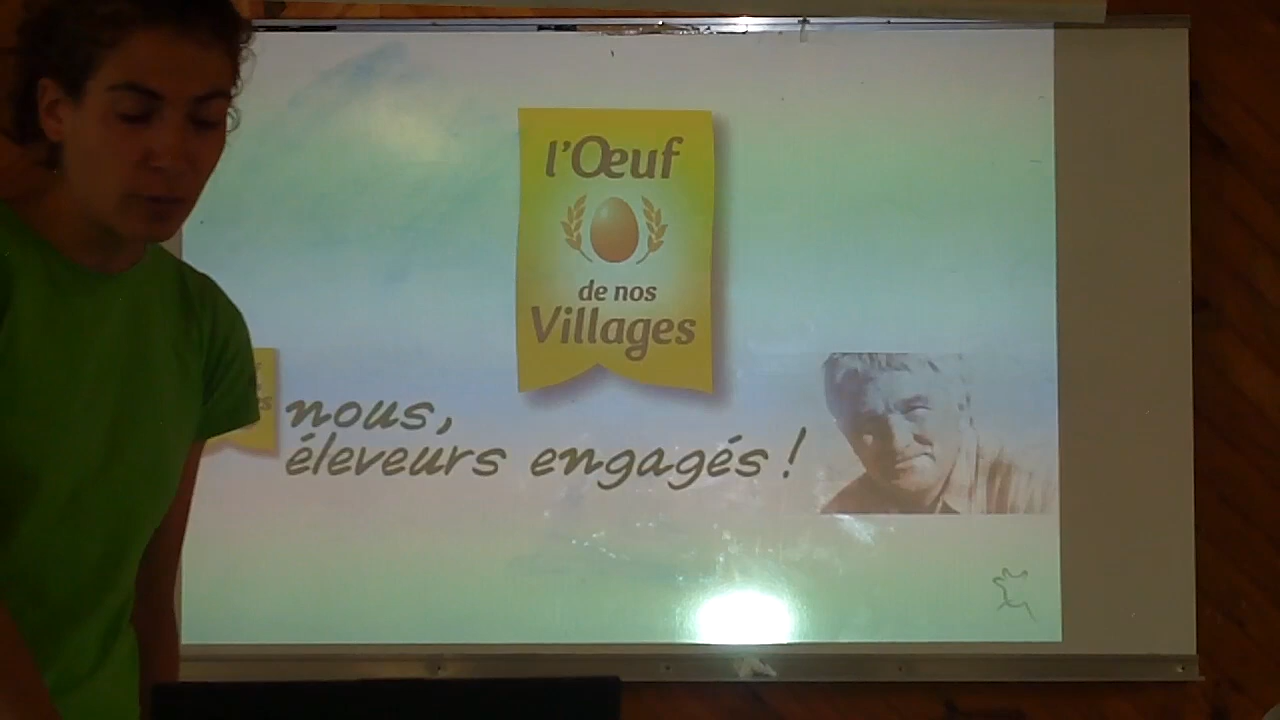 l'Œuf
de nos
Villages
nous,
éleveurs engagés !